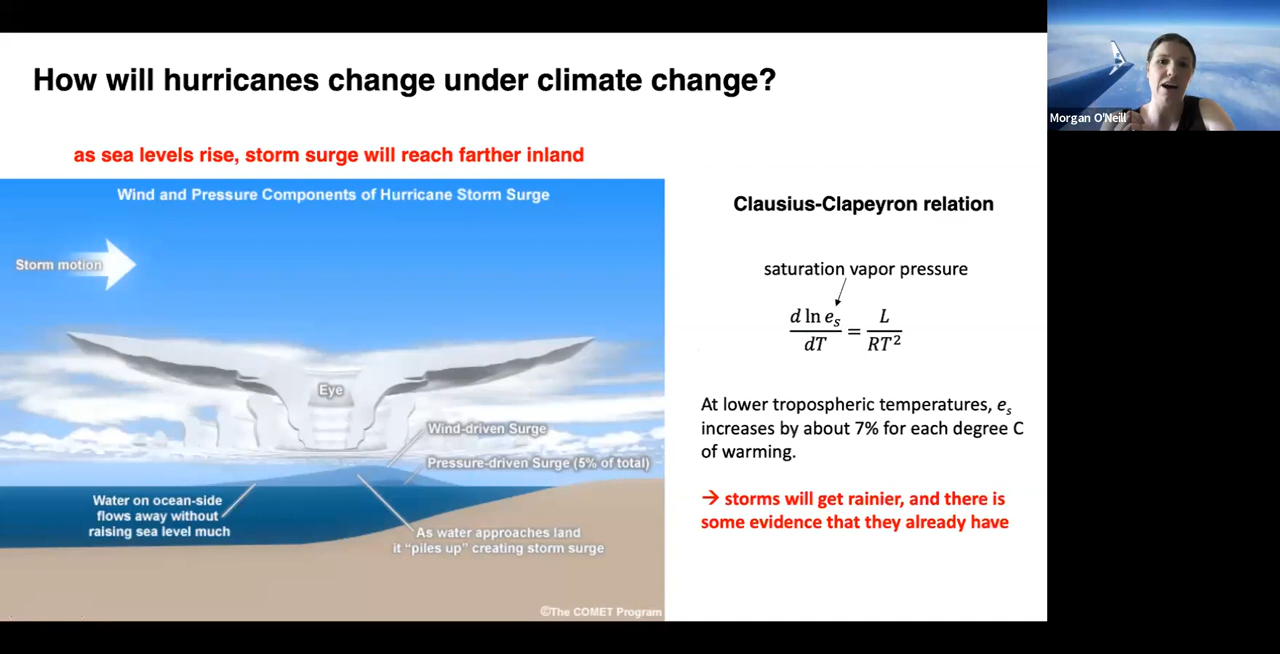 How will hurricanes change under climate change?
Morgan O'Neill
as sea levels rise, storm surge will reach farther inland
Wind and Pressure Components of Hurricane Storm Surge
Storm motion
Eye
Wind-driven Surge
Pressure-driven Surge (5% of total)
Water on ocean-side
flows away without
raising sea level much
As water approaches land
it “piles up” creating storm surge
©The COMET Program
Clausius-Clapeyron relation
saturation vapor pressure
d ln eₛ / dT = L / RT²
At lower tropospheric temperatures, eₛ
increases by about 7% for each degree C
of warming.
→ storms will get rainier, and there is
some evidence that they already have